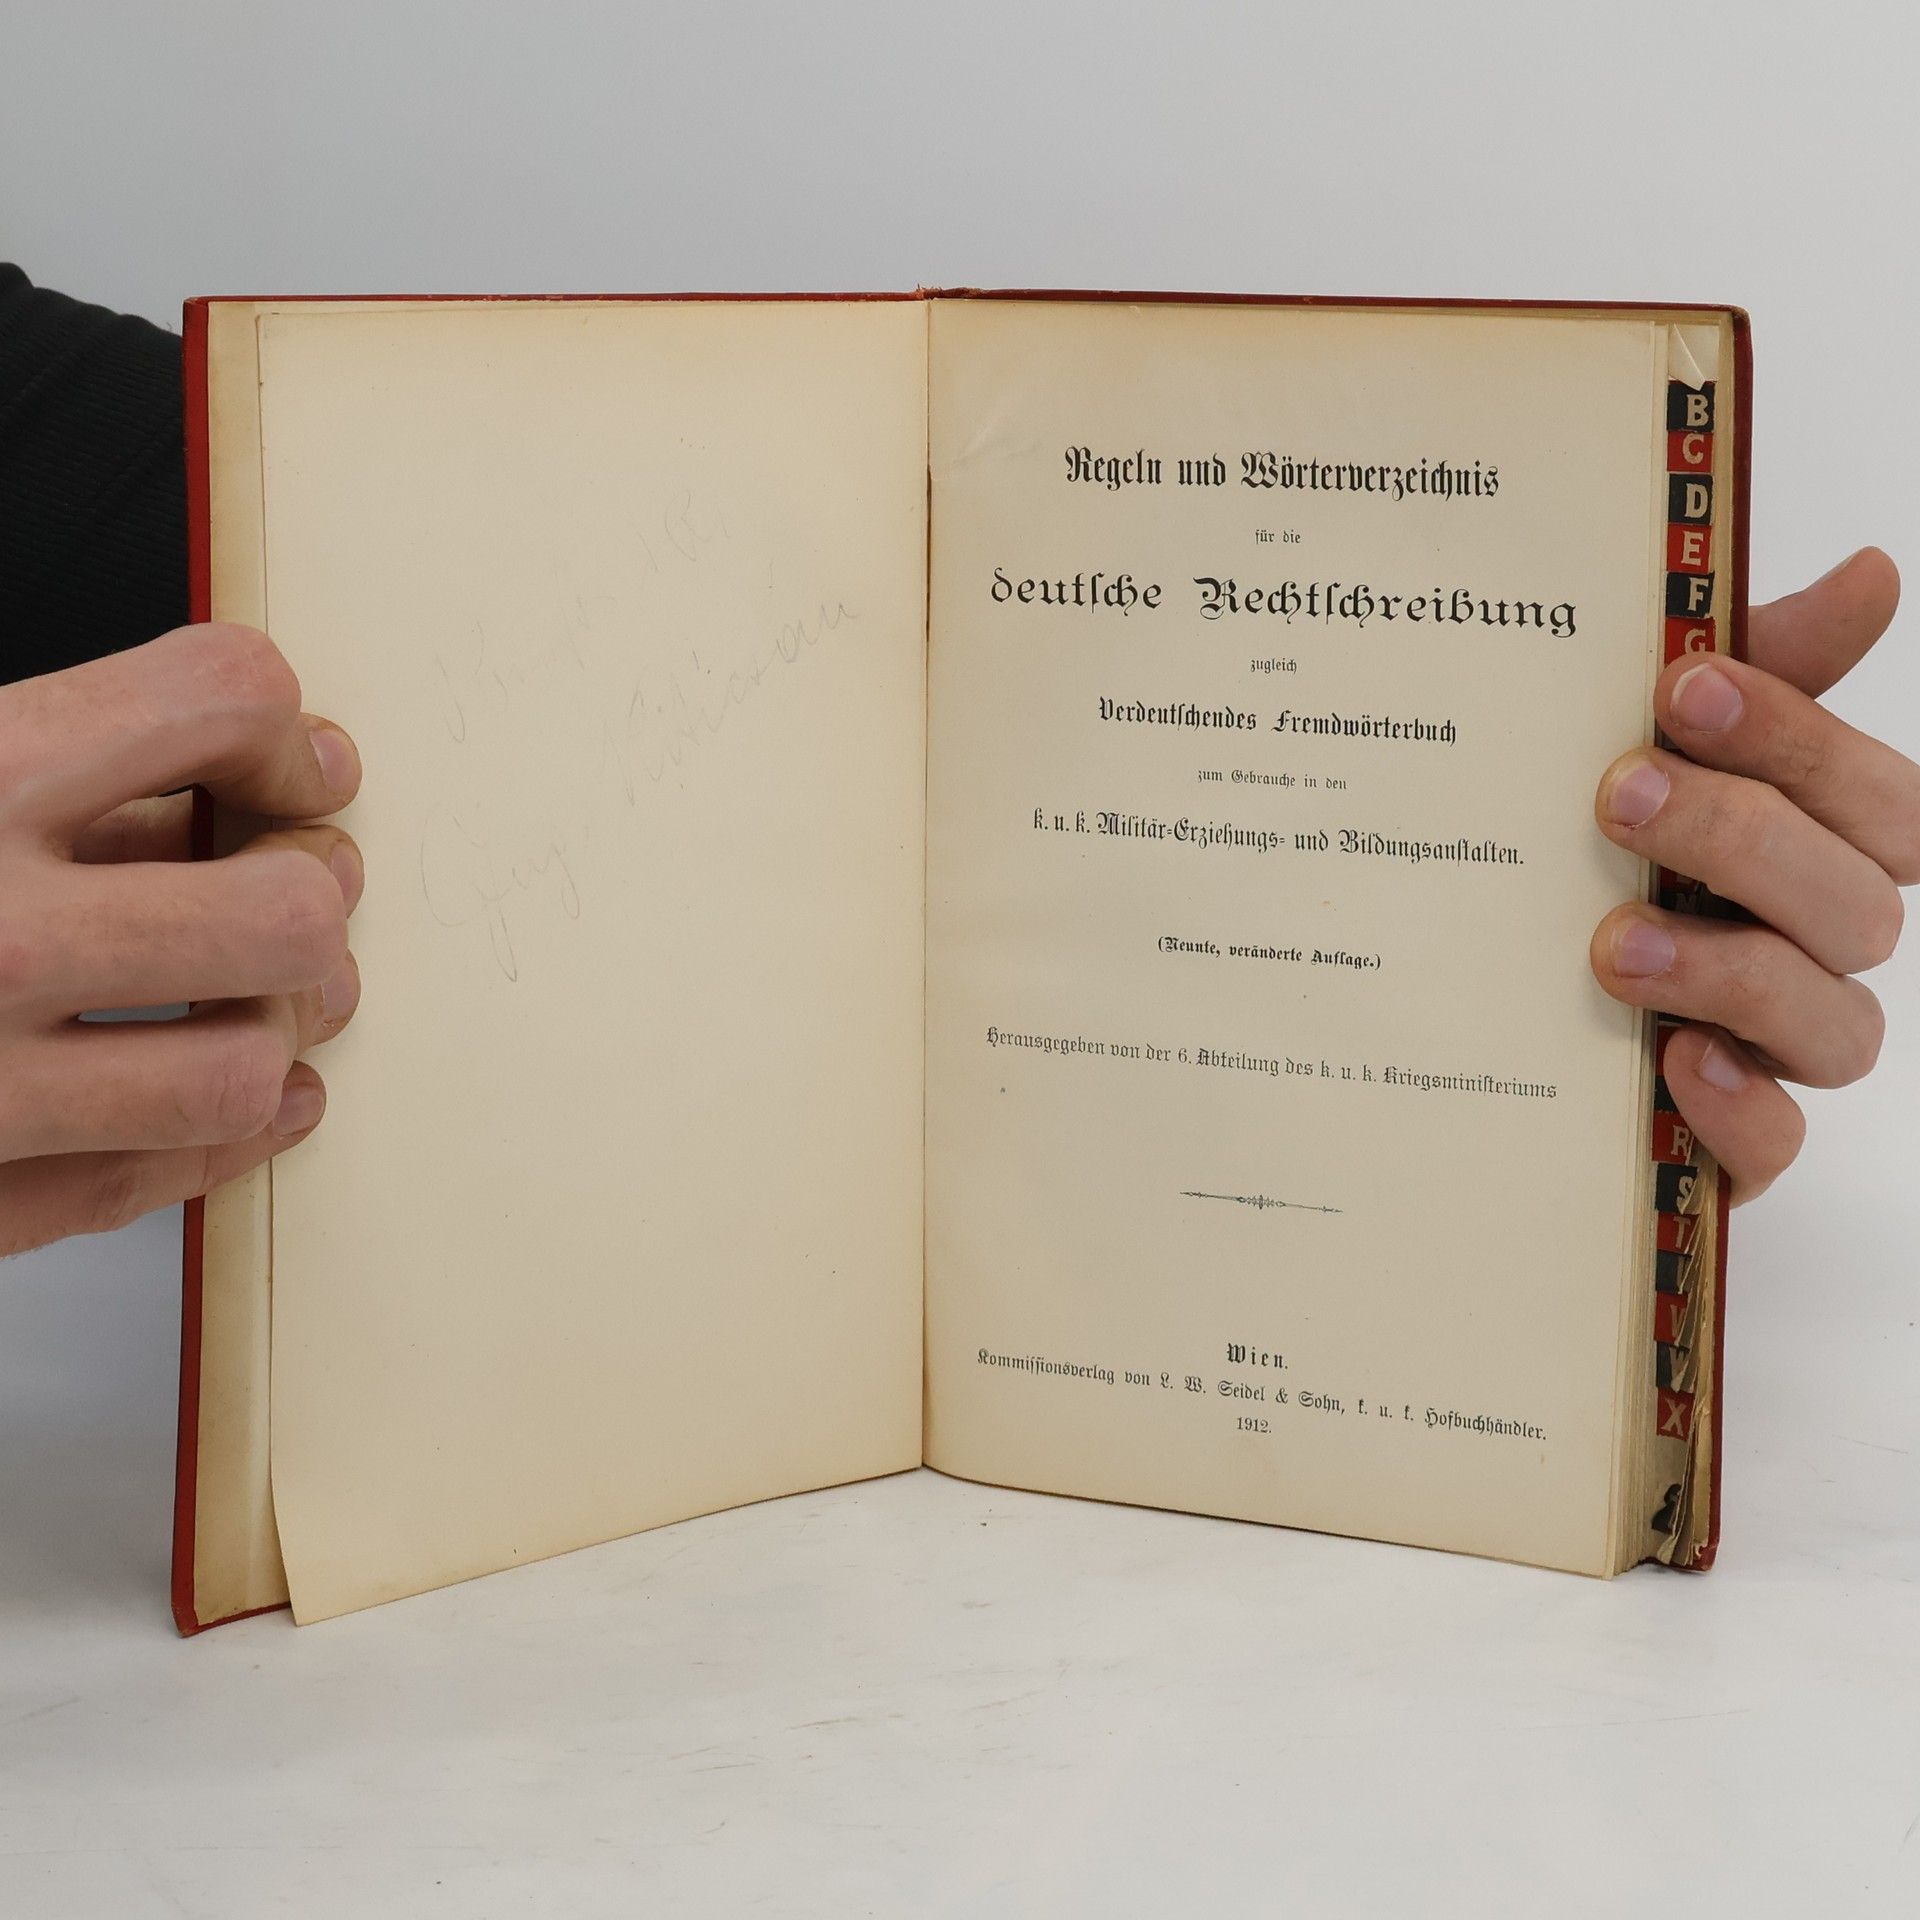 Regeln und Wörterverzeichnis
für die
deutſche Rechtſchreibung
zugleich
Verdeutſchendes Fremdwörterbuch
zum Gebrauche in den
k. u. k. Militär-Erziehungs- und Bildungsanſtalten.
(Neunte, veränderte Auflage.)
Herausgegeben von der 6. Abteilung des k. u. k. Kriegsminiſteriums
Wien.
Kommiſſionsverlag von L. W. Seidel & Sohn, k. u. k. Hofbuchhändler.
1912.
B
C
D
E
F
G
R
S
T
V
W
X